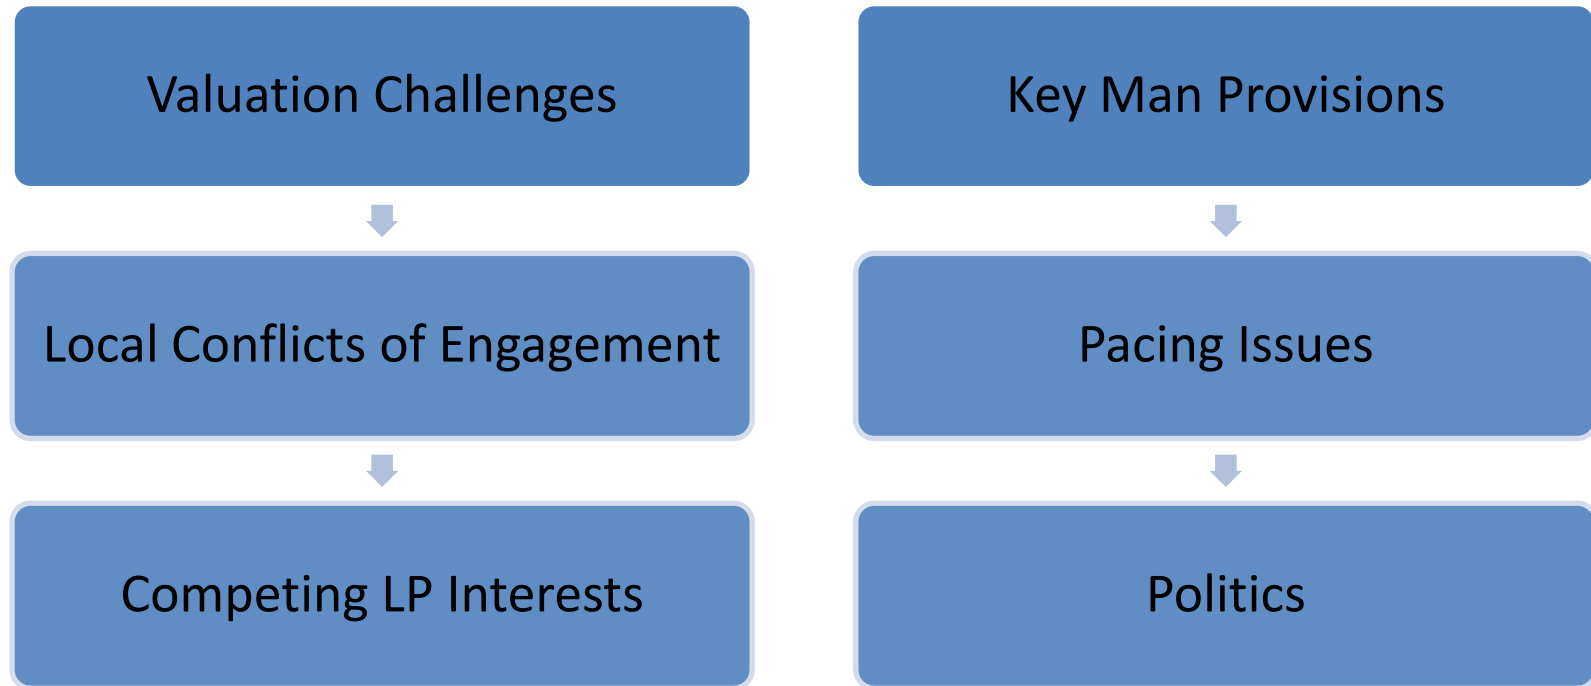 Valuation Challenges
Local Conflicts of Engagement
Competing LP Interests
Key Man Provisions
Pacing Issues
Politics